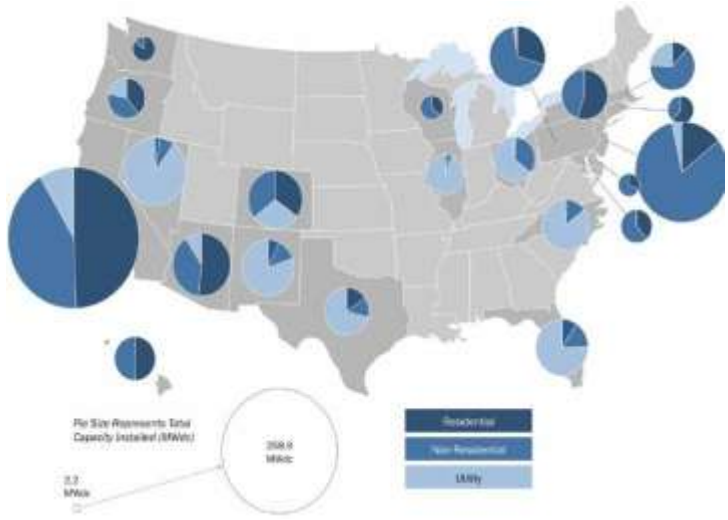 Pie Size Represents Total
Capacity Installed (MWdc)
2.2
MWdc
258.9
MWdc
Residential
Non-Residential
Utility